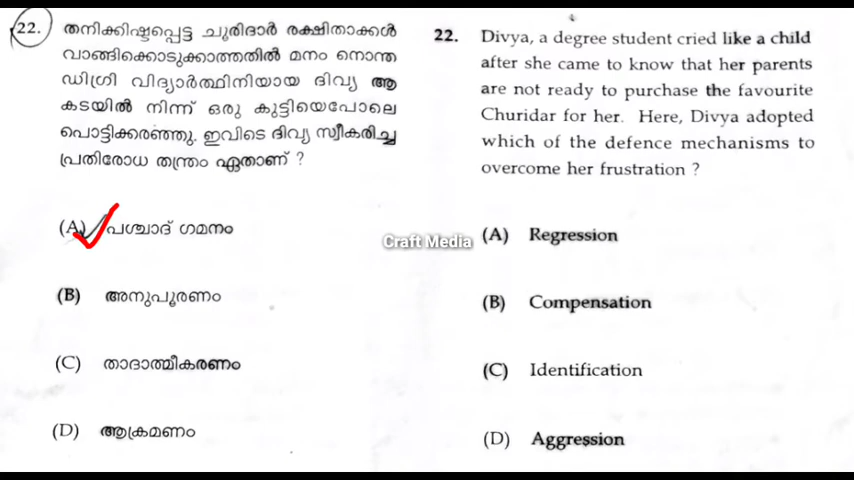 22. തനിക്കിഷ്ടപ്പെട്ട ചുരിദാർ രക്ഷിതാക്കൾ
വാങ്ങിക്കൊടുക്കാത്തതിൽ മനം നൊന്ത
ഡിഗ്രി വിദ്യാർത്ഥിനിയായ ദിവ്യ ആ
കടയിൽ നിന്ന് ഒരു കുട്ടിയെപോലെ
പൊട്ടിക്കരഞ്ഞു. ഇവിടെ ദിവ്യ സ്വീകരിച്ച
പ്രതിരോധ തന്ത്രം ഏതാണ് ?
(A) പശ്ചാദ് ഗമനം
(B) അനുപൂരണം
(C) താദാത്മീകരണം
(D) ആക്രമണം
22. Divya, a degree student cried like a child
after she came to know that her parents
are not ready to purchase the favourite
Churidar for her. Here, Divya adopted
which of the defence mechanisms to
overcome her frustration ?
(A) Regression
(B) Compensation
(C) Identification
(D) Aggression
Craft Media